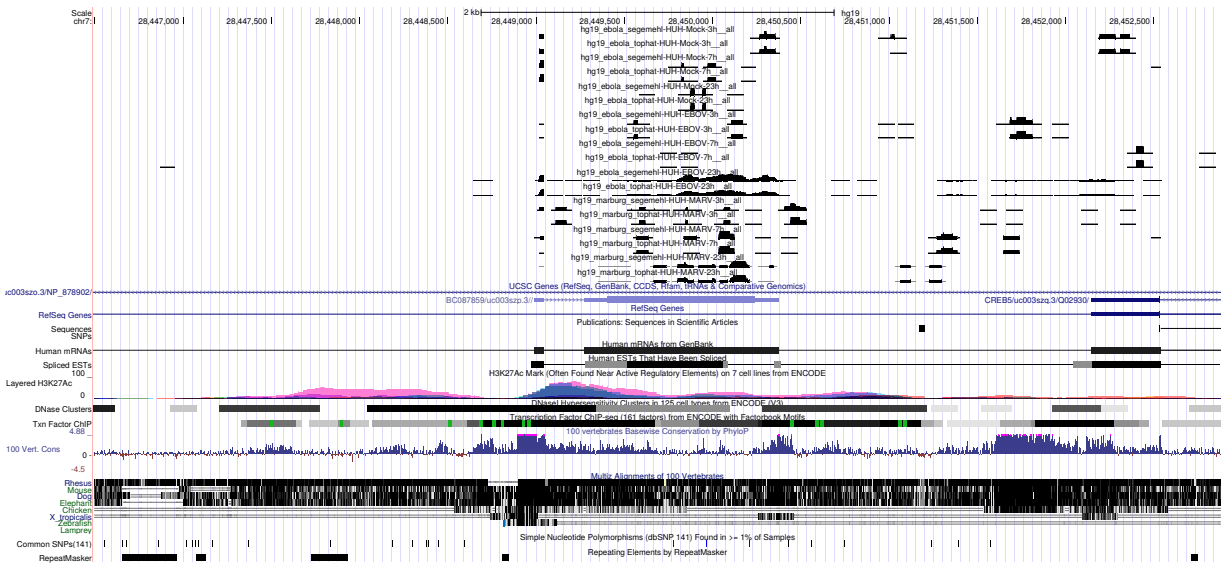 Scale 2 kb hg19
chr7: 28,447,000 28,447,500 28,448,000 28,448,500 28,449,000 28,449,500 28,450,000 28,450,500 28,451,000 28,451,500 28,452,000 28,452,500
hg19_ebola_segemehl-HUH-Mock-3h__all
hg19_ebola_tophat-HUH-Mock-3h__all
hg19_ebola_segemehl-HUH-Mock-7h__all
hg19_ebola_tophat-HUH-Mock-7h__all
hg19_ebola_segemehl-HUH-Mock-23h__all
hg19_ebola_tophat-HUH-Mock-23h__all
hg19_ebola_segemehl-HUH-EBOV-3h__all
hg19_ebola_tophat-HUH-EBOV-3h__all
hg19_ebola_segemehl-HUH-EBOV-7h__all
hg19_ebola_tophat-HUH-EBOV-7h__all
hg19_ebola_segemehl-HUH-EBOV-23h__all
hg19_ebola_tophat-HUH-EBOV-23h__all
hg19_marburg_segemehl-HUH-MARV-3h__all
hg19_marburg_tophat-HUH-MARV-3h__all
hg19_marburg_segemehl-HUH-MARV-7h__all
hg19_marburg_tophat-HUH-MARV-7h__all
hg19_marburg_segemehl-HUH-MARV-23h__all
hg19_marburg_tophat-HUH-MARV-23h__all
UCSC Genes (RefSeq, GenBank, CCDS, Rfam, tRNAs & Comparative Genomics)
uc003szo.3/NP_878902/
BC087859/uc003szp.3// CREB5/uc003szq.3/Q02930/
RefSeq Genes
RefSeq Genes
Publications: Sequences in Scientific Articles
Sequences
SNPs
Human mRNAs from GenBank
Human mRNAs
Human ESTs That Have Been Spliced
Spliced ESTs
H3K27Ac Mark (Often Found Near Active Regulatory Elements) on 7 cell lines from ENCODE
100
Layered H3K27Ac
0
DNaseI Hypersensitivity Clusters in 125 cell types from ENCODE (V3)
DNase Clusters
Transcription Factor ChIP-seq (161 factors) from ENCODE with Factorbook Motifs
Txn Factor ChIP
100 vertebrates Basewise Conservation by PhyloP
4.88
100 Vert. Cons
0
-4.5
Multiz Alignments of 100 Vertebrates
Rhesus
Mouse
Dog
Elephant
Chicken
X_tropicalis
Zebrafish
Lamprey
Simple Nucleotide Polymorphisms (dbSNP 141) Found in >= 1% of Samples
Common SNPs(141)
Repeating Elements by RepeatMasker
RepeatMasker